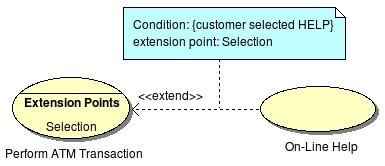 Condition: {customer selected HELP}
extension point: Selection
<<extend>>
Extension Points
Selection
Perform ATM Transaction
On-Line Help